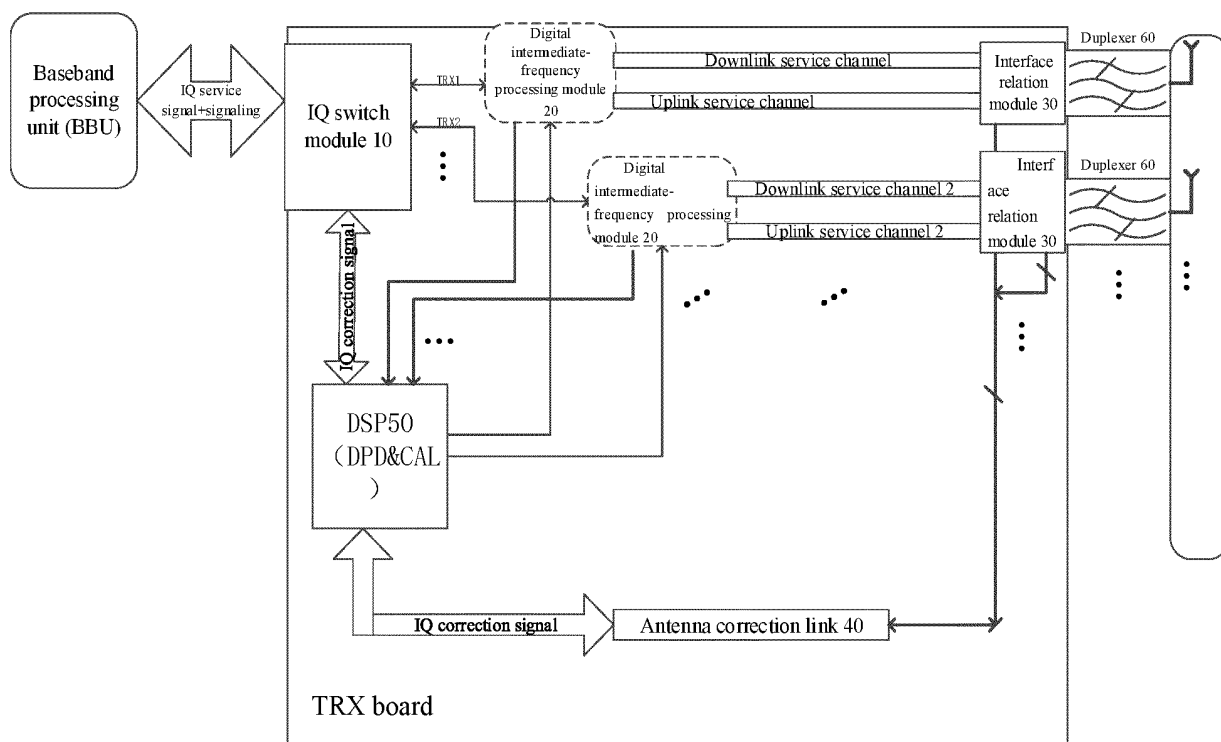 Baseband
processing
unit (BBU)
IQ service
signal+signaling
IQ switch
module 10
TRX1
TRX2
Digital
intermediate-
frequency
processing module
20
Downlink service channel
Uplink service channel
Interface
relation
module 30
Duplexer 60
Digital
intermediate-
frequency processing
module 20
Downlink service channel 2
Uplink service channel 2
Interf
ace
relation
module 30
Duplexer 60
IQ correction signal
DSP50
(DPD&CAL
)
IQ correction signal
Antenna correction link 40
TRX board